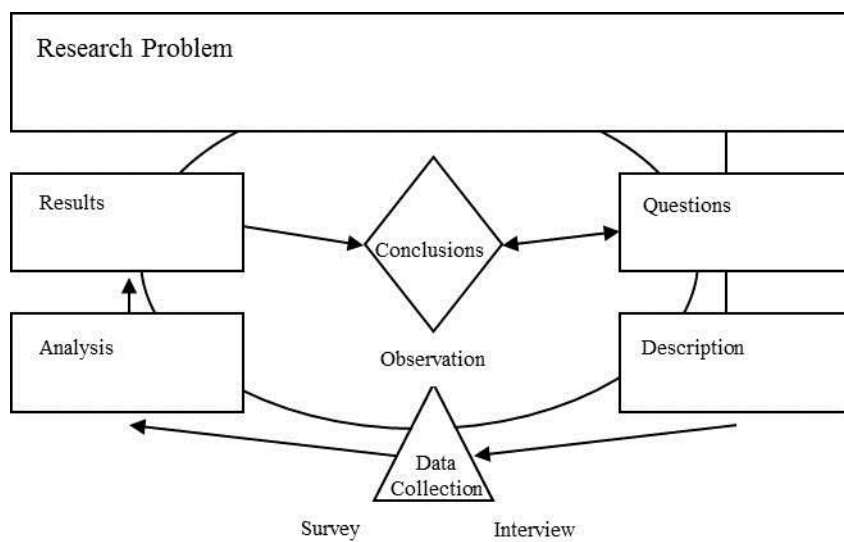 Research Problem
Results
Conclusions
Questions
Analysis
Observation
Description
Data
Collection
Survey
Interview